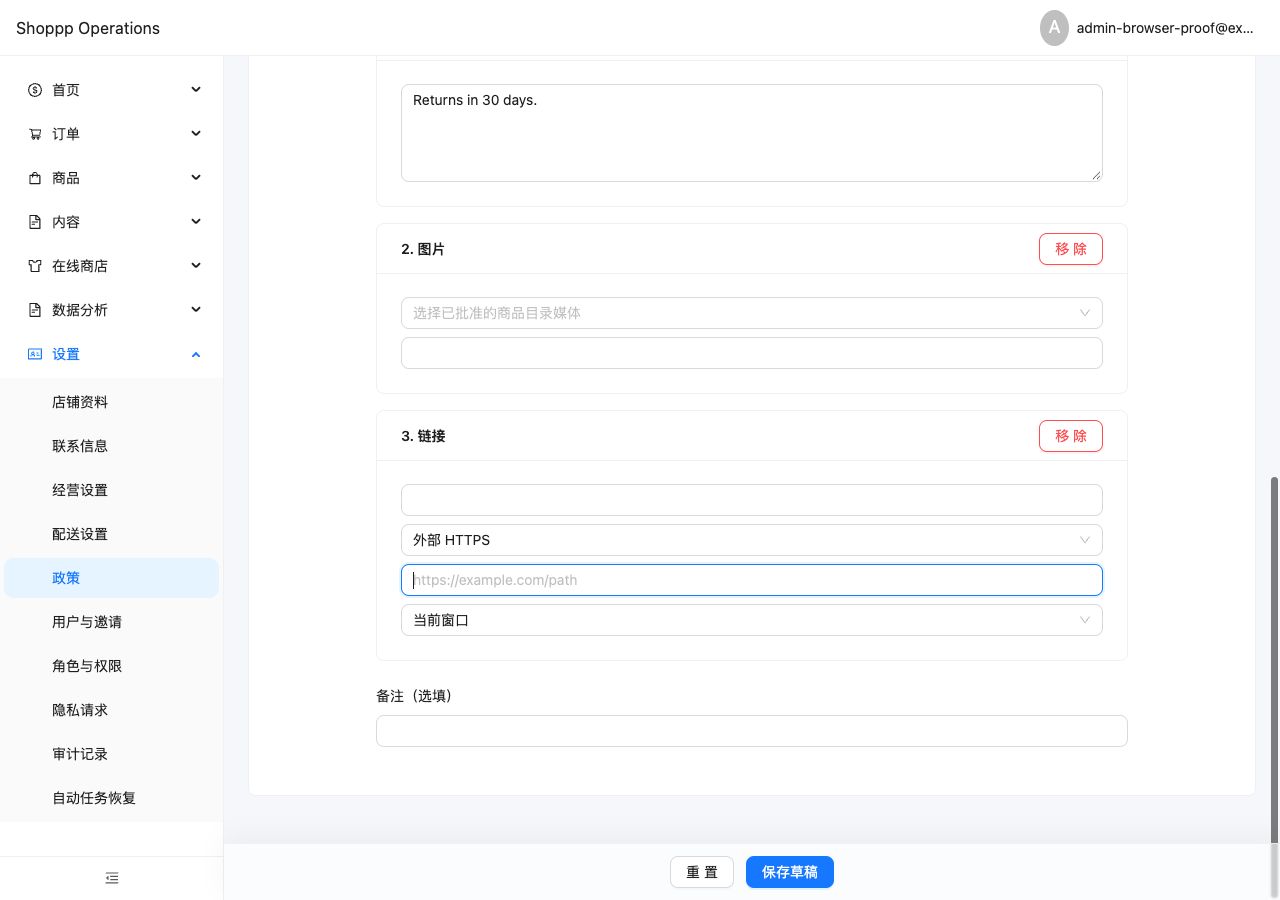 Shoppp Operations
A
admin-browser-proof@ex...
首页
订单
商品
内容
在线商店
数据分析
设置
店铺资料
联系信息
经营设置
配送设置
政策
用户与邀请
角色与权限
隐私请求
审计记录
自动任务恢复
Returns in 30 days.
2. 图片
移 除
选择已批准的商品目录媒体
3. 链接
移 除
外部 HTTPS
https://example.com/path
当前窗口
备注（选填）
重 置
保存草稿